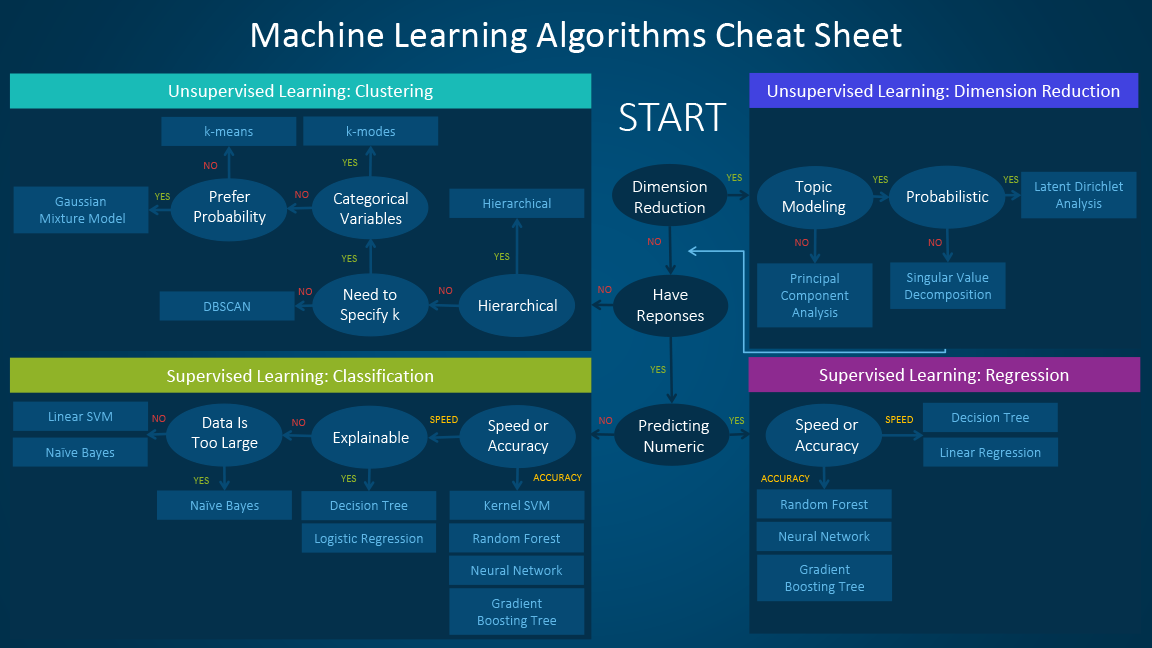 Machine Learning Algorithms Cheat Sheet
Unsupervised Learning: Clustering
k-means
k-modes
NO
YES
Gaussian
Mixture Model
YES
Prefer
Probability
NO
Categorical
Variables
Hierarchical
YES
YES
DBSCAN
NO
Need to
Specify k
NO
Hierarchical
START
Dimension
Reduction
YES
NO
NO
Have
Reponses
YES
NO
Predicting
Numeric
YES
Unsupervised Learning: Dimension Reduction
Topic
Modeling
YES
Probabilistic
YES
Latent Dirichlet
Analysis
NO
NO
Principal
Component
Analysis
Singular Value
Decomposition
Supervised Learning: Classification
Linear SVM
Naïve Bayes
NO
Data Is
Too Large
NO
Explainable
SPEED
Speed or
Accuracy
YES
YES
ACCURACY
Naïve Bayes
Decision Tree
Logistic Regression
Kernel SVM
Random Forest
Neural Network
Gradient
Boosting Tree
Supervised Learning: Regression
Speed or
Accuracy
SPEED
Decision Tree
Linear Regression
ACCURACY
Random Forest
Neural Network
Gradient
Boosting Tree